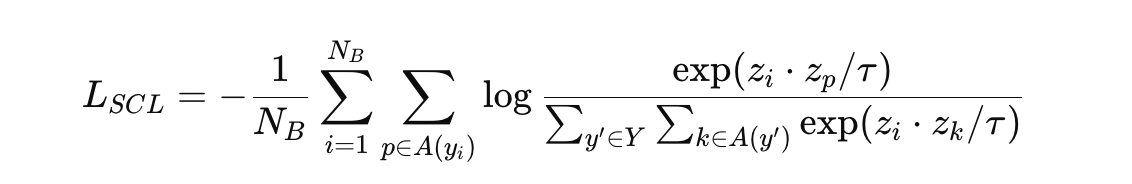 L_{SCL} = -\frac{1}{N_B} \sum_{i=1}^{N_B} \sum_{p \in A(y_i)} \log \frac{\exp(z_i \cdot z_p / \tau)}{\sum_{y' \in Y} \sum_{k \in A(y')} \exp(z_i \cdot z_k / \tau)}